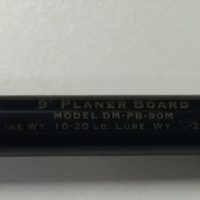 9' PLANER BOARD
MODEL DM-PB-90M
LINE WT. 10-20 LB. LURE WT.